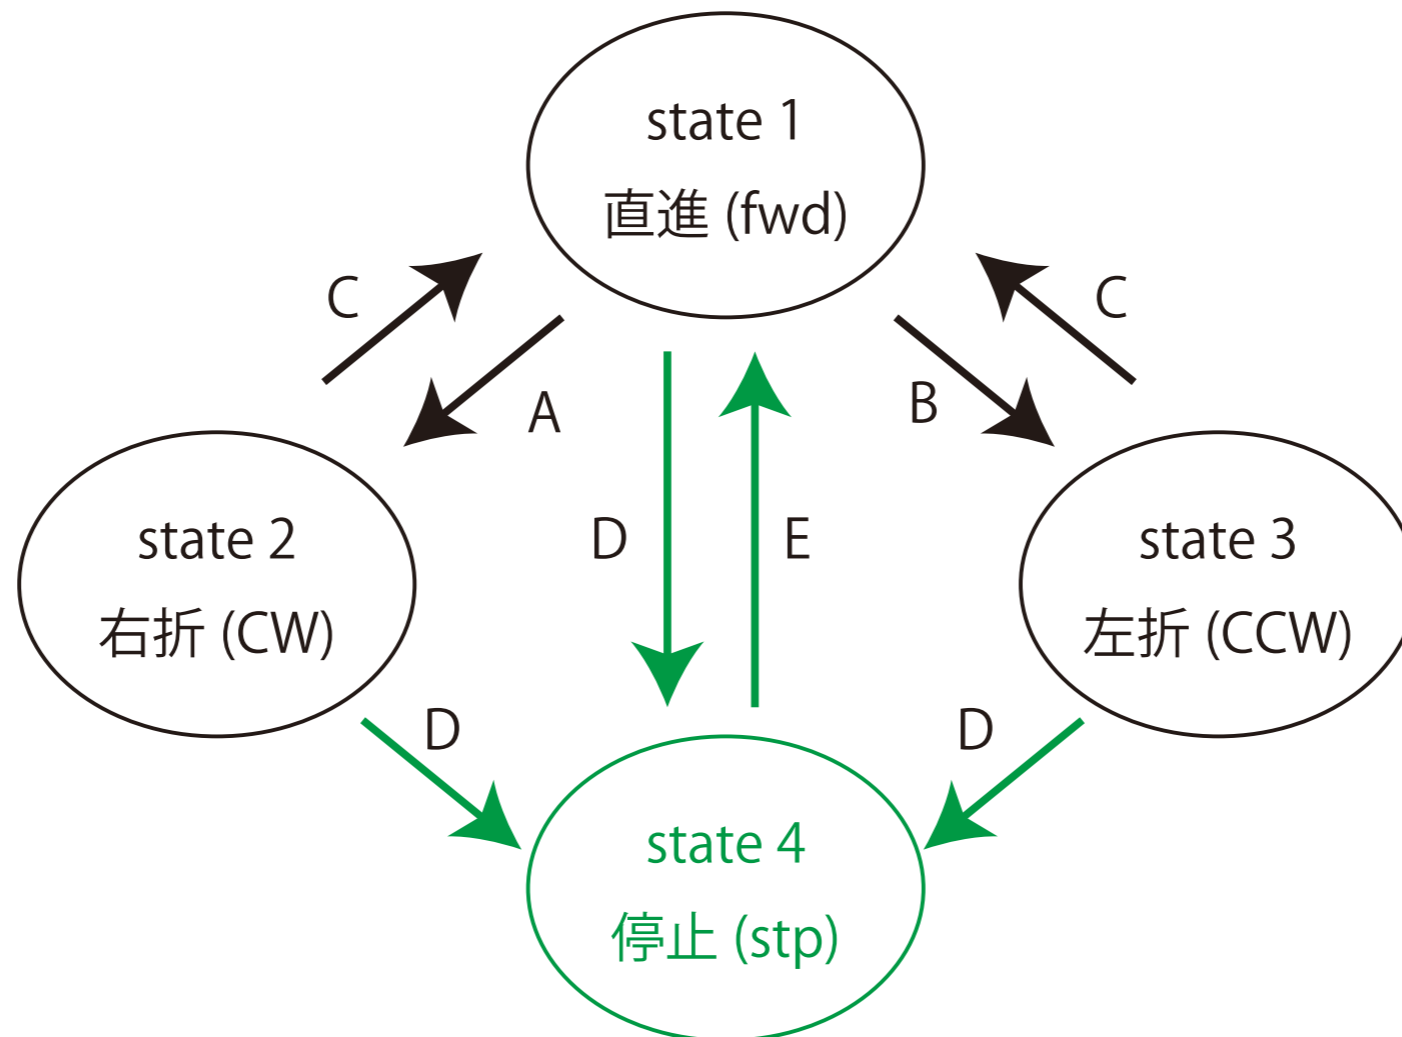 state 1
直進 (fwd)
C
C
A
B
state 2
右折 (CW)
D
E
state 3
左折 (CCW)
D
D
state 4
停止 (stp)